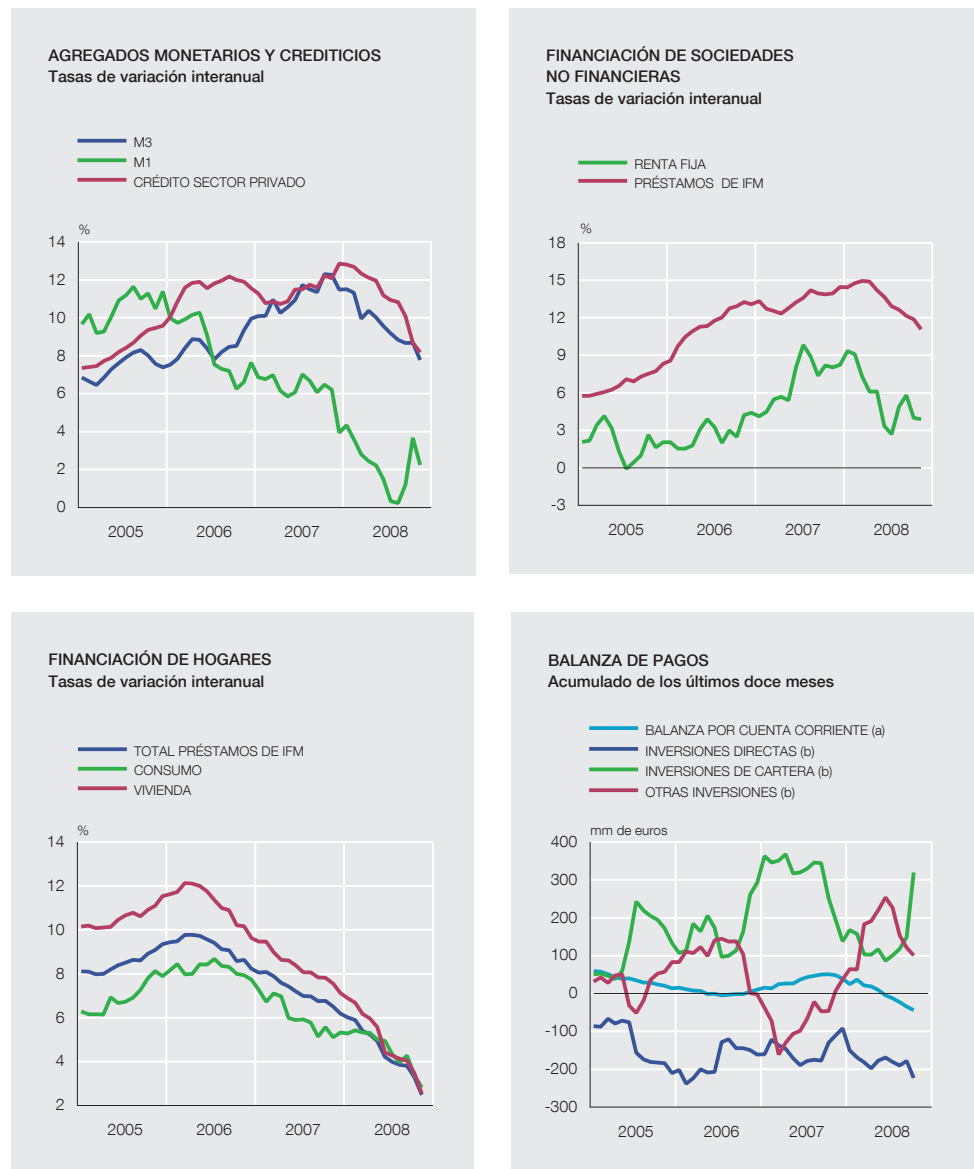 AGREGADOS MONETARIOS Y CREDITICIOS
Tasas de variación interanual
M3
M1
CRÉDITO SECTOR PRIVADO
%
14
12
10
8
6
4
2
0
2005 2006 2007 2008
FINANCIACIÓN DE SOCIEDADES
NO FINANCIERAS
Tasas de variación interanual
RENTA FIJA
PRÉSTAMOS DE IFM
%
18
15
12
9
6
3
0
-3
2005 2006 2007 2008
FINANCIACIÓN DE HOGARES
Tasas de variación interanual
TOTAL PRÉSTAMOS DE IFM
CONSUMO
VIVIENDA
%
14
12
10
8
6
4
2
2005 2006 2007 2008
BALANZA DE PAGOS
Acumulado de los últimos doce meses
BALANZA POR CUENTA CORRIENTE (a)
INVERSIONES DIRECTAS (b)
INVERSIONES DE CARTERA (b)
OTRAS INVERSIONES (b)
mm de euros
400
300
200
100
0
-100
-200
-300
2005 2006 2007 2008